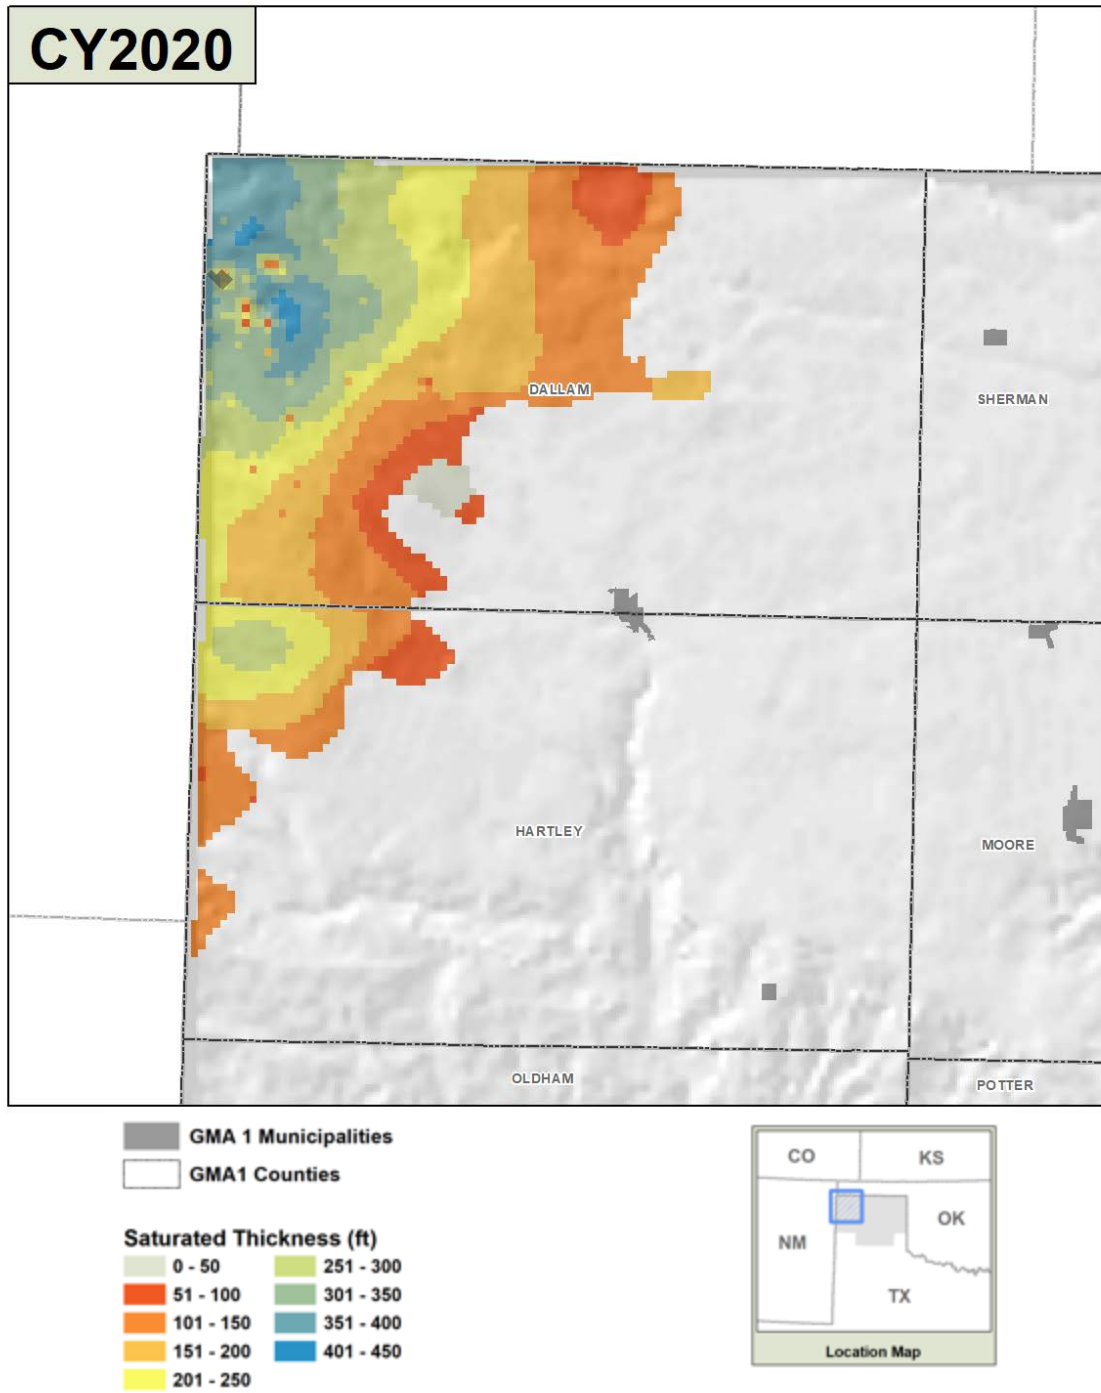 CY2020
DALLAM
SHERMAN
HARTLEY
MOORE
OLDHAM
POTTER
GMA 1 Municipalities
GMA1 Counties
Saturated Thickness (ft)
0 - 50
51 - 100
101 - 150
151 - 200
201 - 250
251 - 300
301 - 350
351 - 400
401 - 450
CO
KS
NM
OK
TX
Location Map